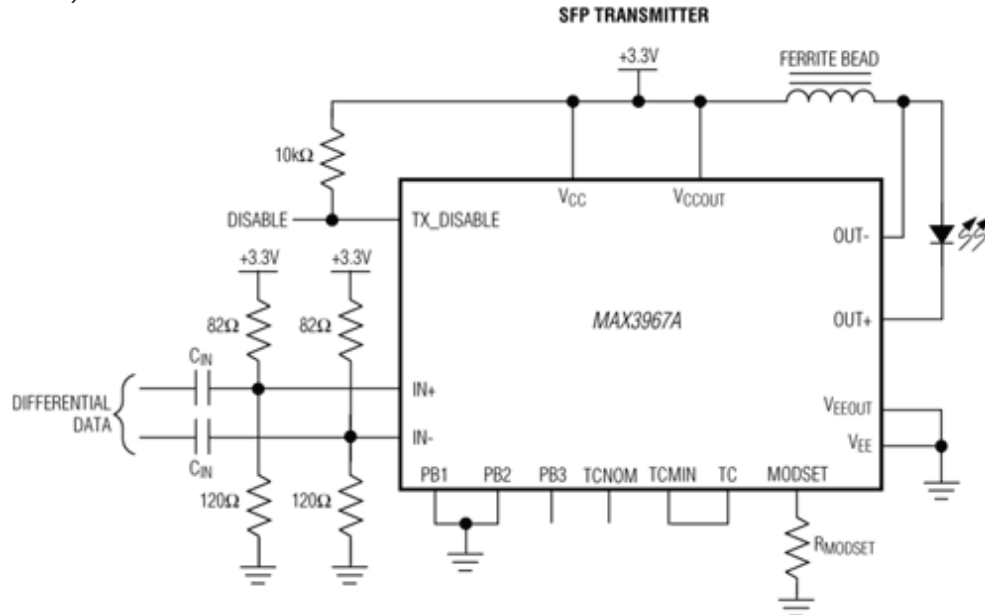 SFP TRANSMITTER
+3.3V
FERRITE BEAD
10kΩ
VCC
VCCOUT
DISABLE
TX_DISABLE
OUT-
+3.3V
+3.3V
82Ω
82Ω
MAX3967A
OUT+
CIN
IN+
DIFFERENTIAL
DATA
IN-
CIN
VEEOUT
VEE
PB1
PB2
PB3
TCNOM
TCMIN
TC
MODSET
120Ω
120Ω
RMODSET